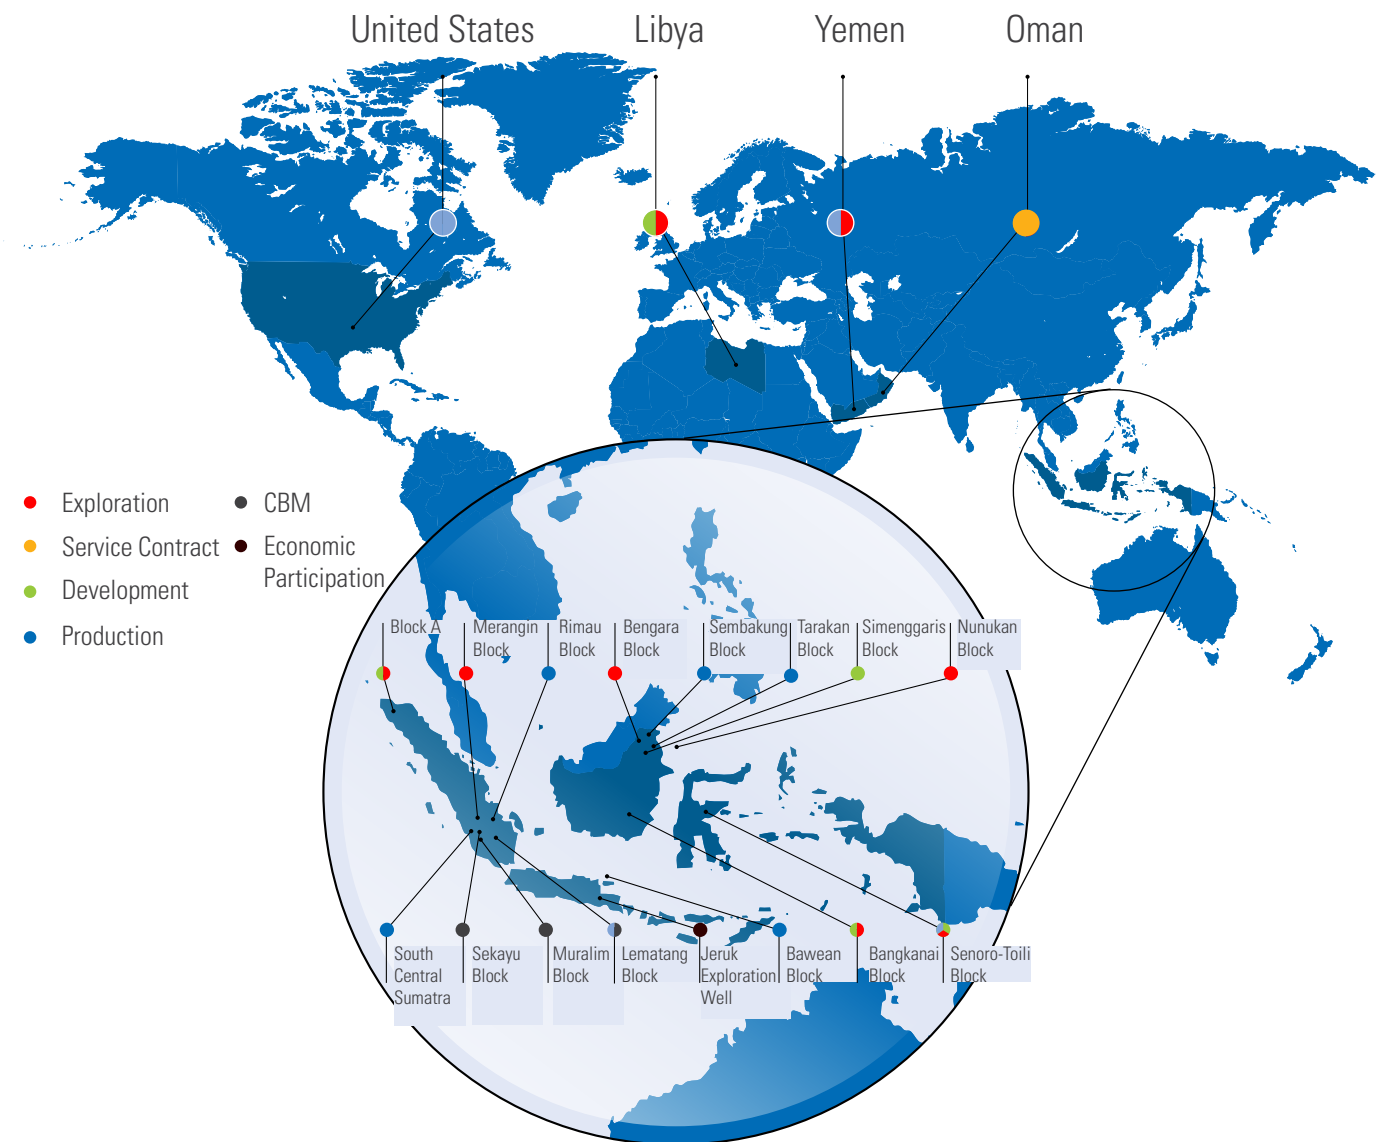 United States
Libya
Yemen
Oman
Exploration
CBM
Service Contract
Economic
Participation
Development
Production
Block A
Merangin
Block
Rimau
Block
Bengara
Block
Sembakung
Block
Tarakan
Block
Simenggaris
Block
Nunukan
Block
South
Central
Sumatra
Sekayu
Block
Muralim
Block
Lematang
Block
Jeruk
Exploration
Well
Bawean
Block
Bangkanai
Block
Senoro-Toili
Block